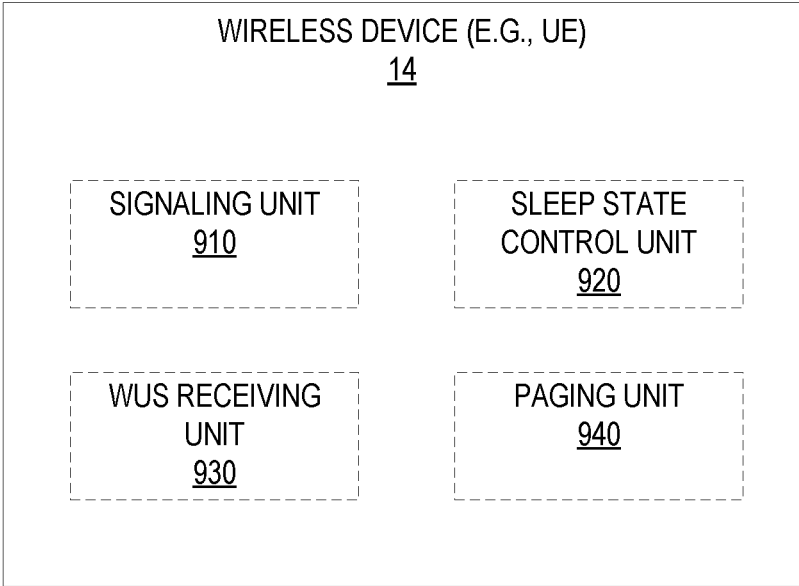 WIRELESS DEVICE (E.G., UE)
14
SIGNALING UNIT
910
SLEEP STATE
CONTROL UNIT
920
WUS RECEIVING
UNIT
930
PAGING UNIT
940